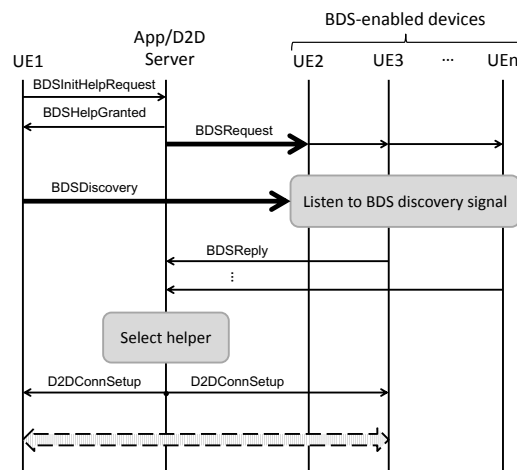 BDS-enabled devices
App/D2D
Server
UE1
UE2
UE3
...
UEn
BDSInitHelpRequest
BDSHelpGranted
BDSRequest
BDSDiscovery
Listen to BDS discovery signal
BDSReply
...
Select helper
D2DConnSetup
D2DConnSetup